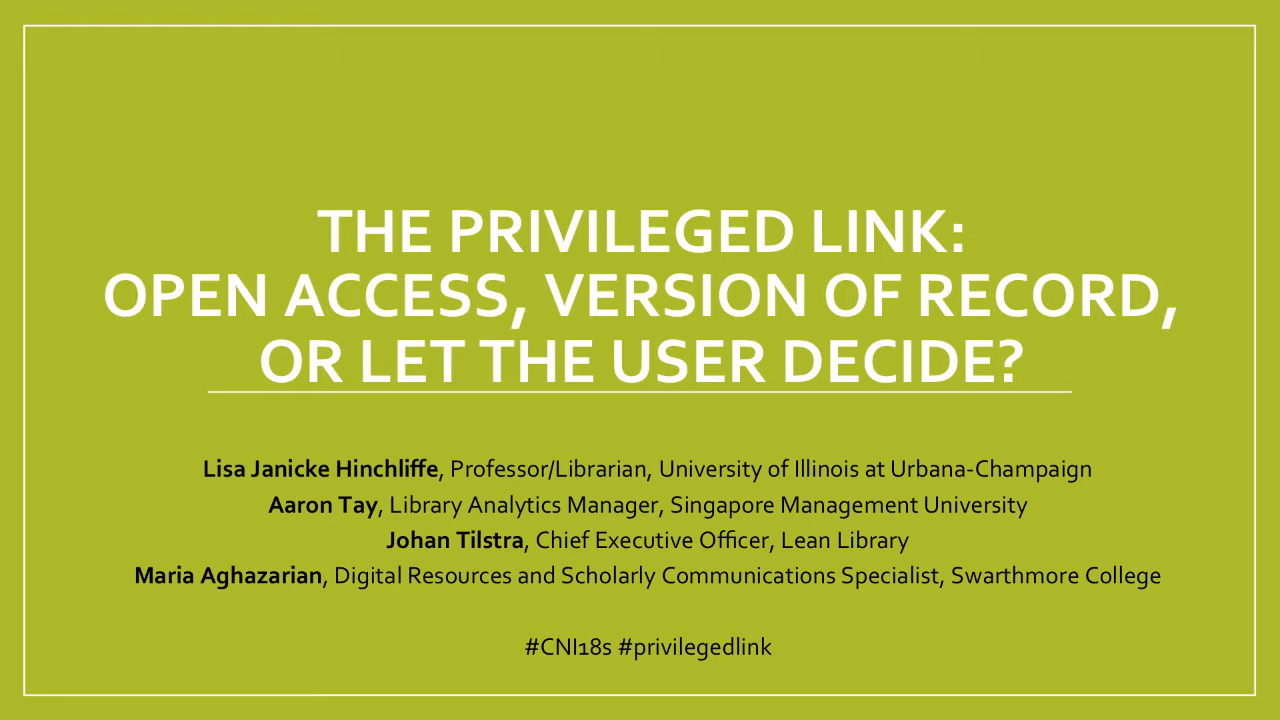 THE PRIVILEGED LINK:
OPEN ACCESS, VERSION OF RECORD,
OR LET THE USER DECIDE?
Lisa Janicke Hinchliffe, Professor/Librarian, University of Illinois at Urbana-Champaign
Aaron Tay, Library Analytics Manager, Singapore Management University
Johan Tilstra, Chief Executive Officer, Lean Library
Maria Aghazarian, Digital Resources and Scholarly Communications Specialist, Swarthmore College
#CNI18s #privilegedlink